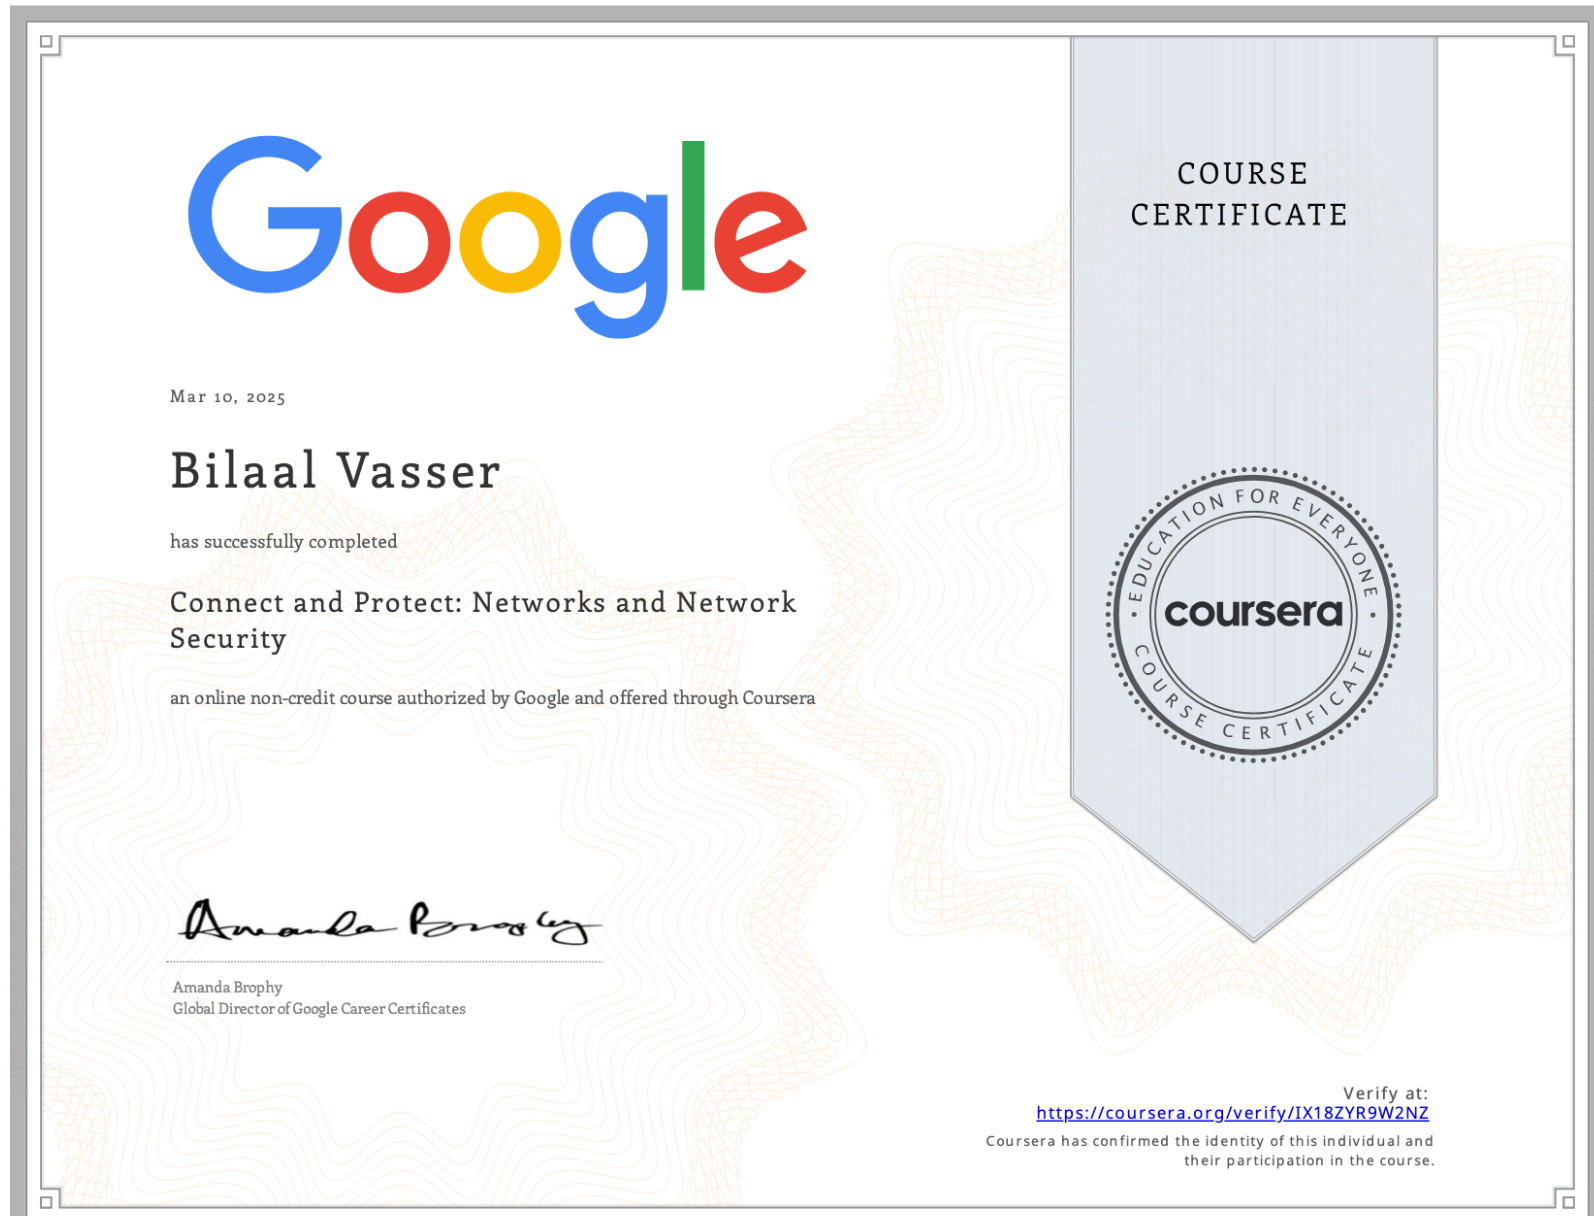 Google
COURSE
CERTIFICATE
Mar 10, 2025
Bilaal Vasser
has successfully completed
Connect and Protect: Networks and Network
Security
an online non-credit course authorized by Google and offered through Coursera
EDUCATION FOR EVERYONE
coursera
COURSE CERTIFICATE
Amanda Brophy
Amanda Brophy
Global Director of Google Career Certificates
Verify at:
https://coursera.org/verify/IX18ZYR9W2NZ
Coursera has confirmed the identity of this individual and
their participation in the course.